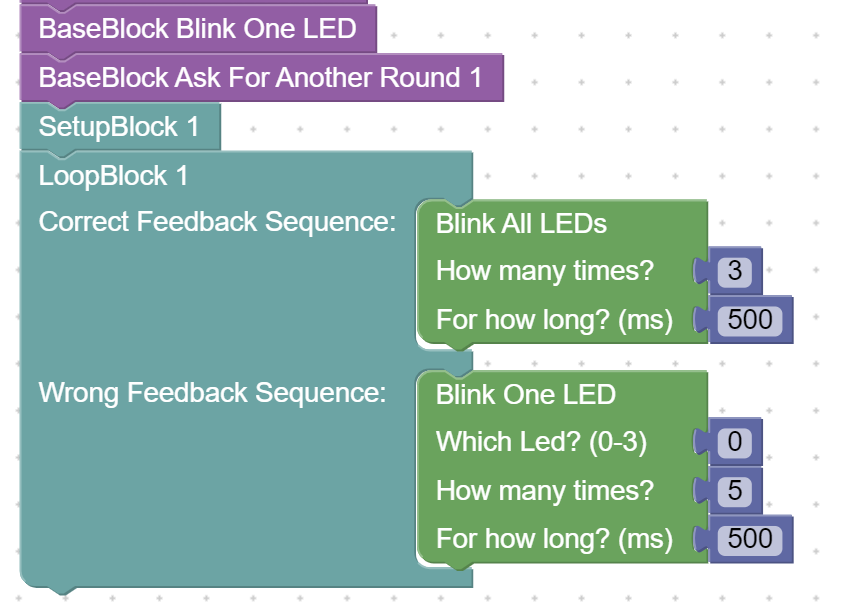 BaseBlock Blink One LED
BaseBlock Ask For Another Round 1
SetupBlock 1
LoopBlock 1
Correct Feedback Sequence: Blink All LEDs
How many times? 3
For how long? (ms) 500
Wrong Feedback Sequence: Blink One LED
Which Led? (0-3) 0
How many times? 5
For how long? (ms) 500